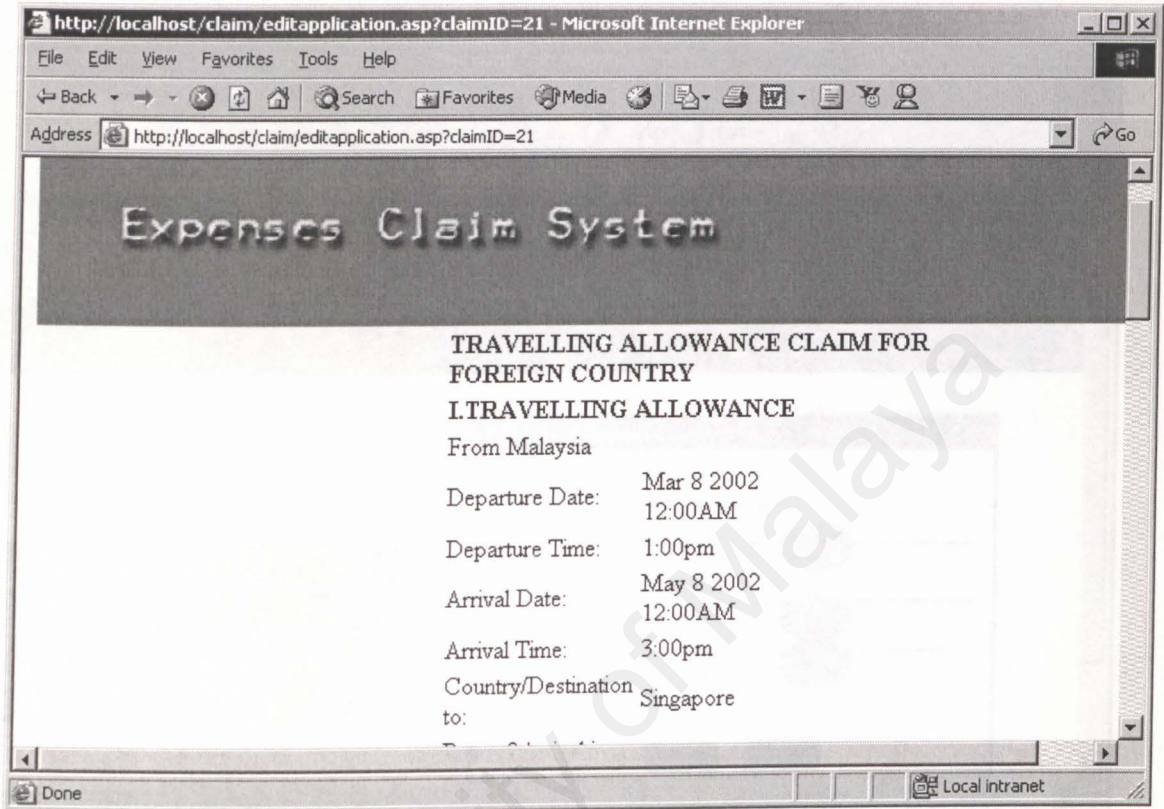 http://localhost/claim/editapplication.asp?claimID=21 - Microsoft Internet Explorer
File Edit View Favorites Tools Help
Back Search Favorites Media
Address http://localhost/claim/editapplication.asp?claimID=21 Go
Expenses Claim System
TRAVELLING ALLOWANCE CLAIM FOR
FOREIGN COUNTRY
I.TRAVELLING ALLOWANCE
From Malaysia
Departure Date: Mar 8 2002
12:00AM
Departure Time: 1:00pm
Arrival Date: May 8 2002
12:00AM
Arrival Time: 3:00pm
Country/Destination
to: Singapore
Done Local intranet
ity of Malaya